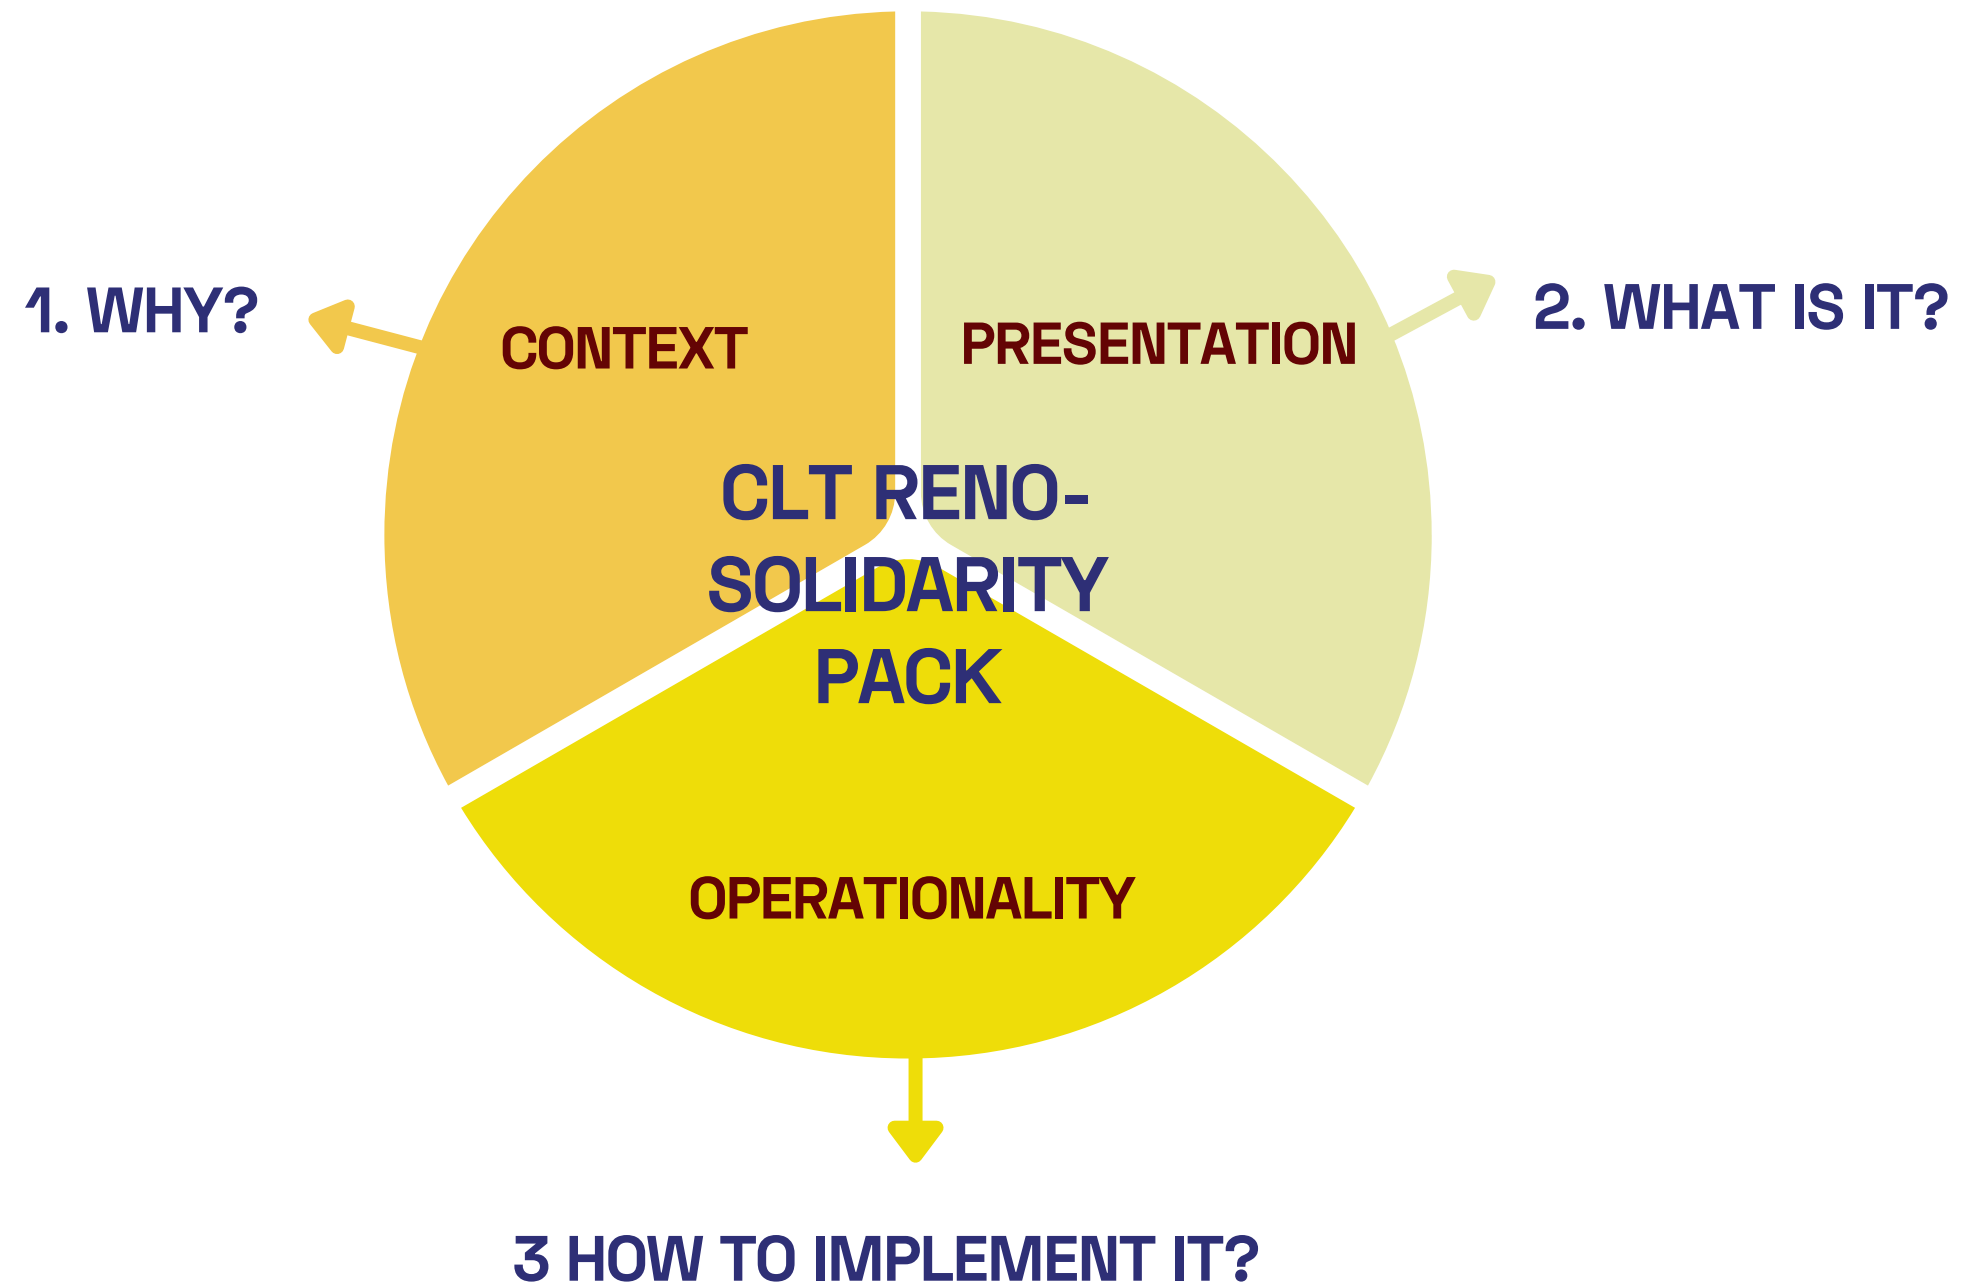 1. WHY?
CONTEXT
PRESENTATION
2. WHAT IS IT?
CLT RENO-
SOLIDARITY
PACK
OPERATIONALITY
3 HOW TO IMPLEMENT IT?